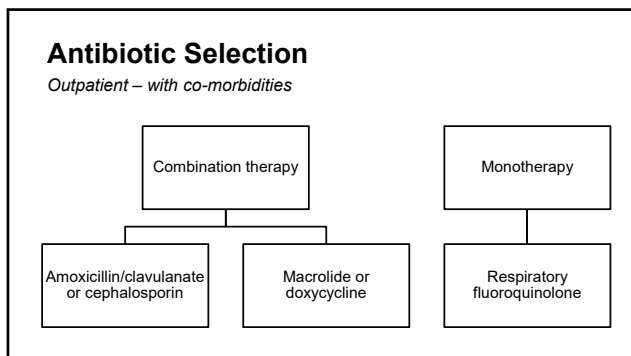 Antibiotic Selection
Outpatient – with co-morbidities
Combination therapy
Monotherapy
Amoxicillin/clavulanate
or cephalosporin
Macrolide or
doxycycline
Respiratory
fluoroquinolone